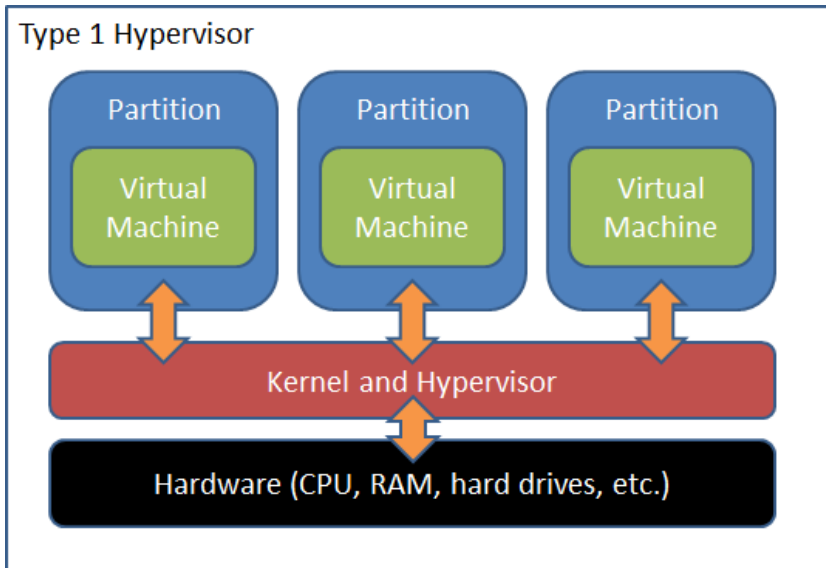 Type 1 Hypervisor
Partition
Virtual
Machine
Partition
Virtual
Machine
Partition
Virtual
Machine
Kernel and Hypervisor
Hardware (CPU, RAM, hard drives, etc.)